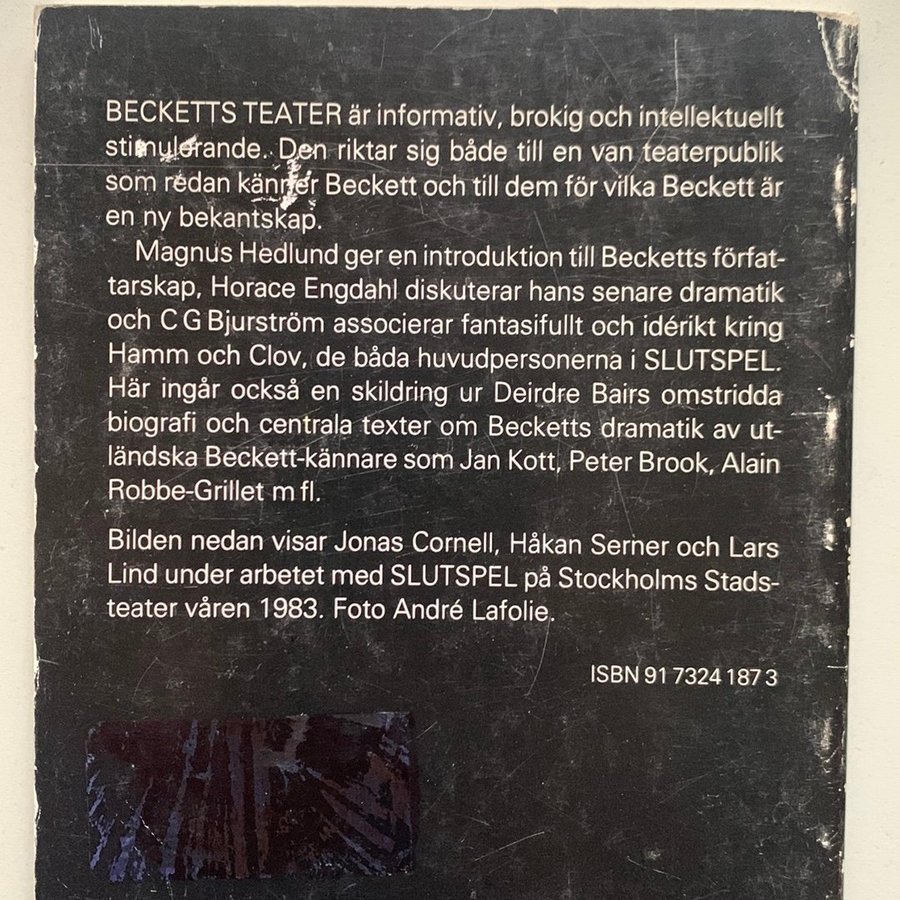 BECKETTS TEATER är informativ, brokig och intellektuellt
stimulerande. Den riktar sig både till en van teaterpublik
som redan känner Beckett och till dem för vilka Beckett är
en ny bekantskap.
Magnus Hedlund ger en introduktion till Becketts förfat-
tarskap, Horace Engdahl diskuterar hans senare dramatik
och C G Bjurström associerar fantasifullt och idérikt kring
Hamm och Clov, de båda huvudpersonerna i SLUTSPEL.
Här ingår också en skildring ur Deirdre Bairs omstridda
biografi och centrala texter om Becketts dramatik av ut-
ländska Beckett-kännare som Jan Kott, Peter Brook, Alain
Robbe-Grillet m fl.
Bilden nedan visar Jonas Cornell, Håkan Serner och Lars
Lind under arbetet med SLUTSPEL på Stockholms Stads-
teater våren 1983. Foto André Lafolie.
ISBN 91 7324 187 3